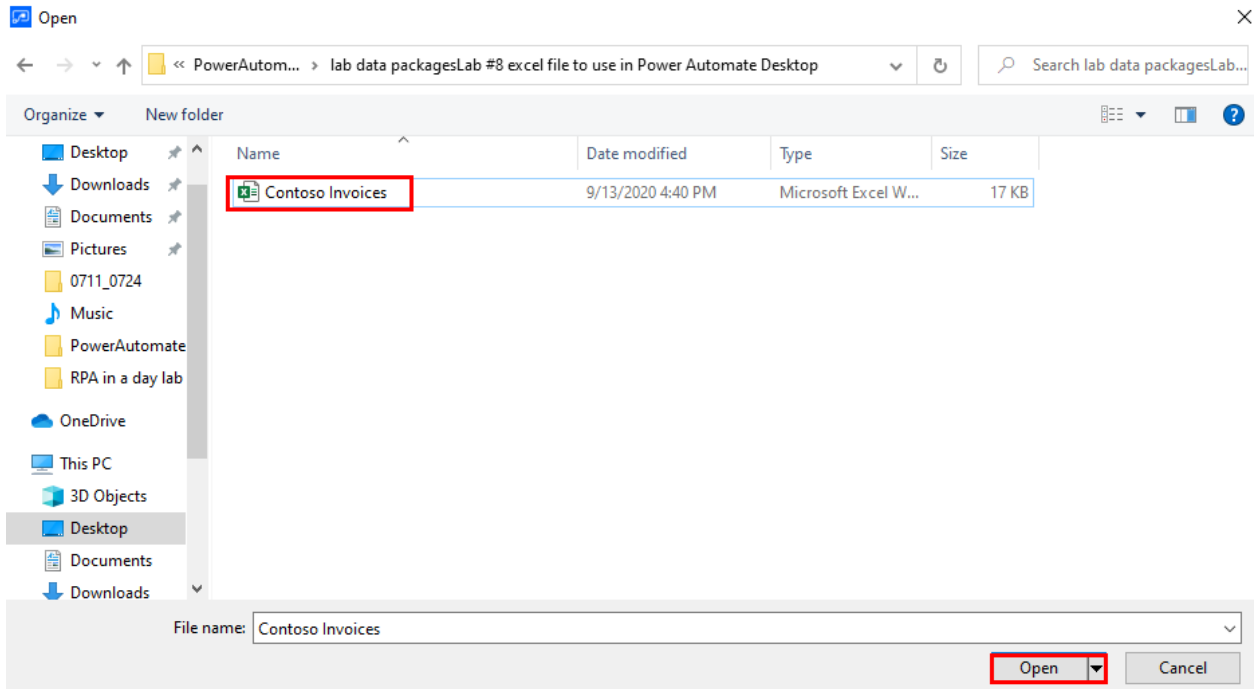 Open
« PowerAutom... › lab data packagesLab #8 excel file to use in Power Automate Desktop
Search lab data packagesLab...
Organize
New folder
?
Name Date modified Type Size
Contoso Invoices 9/13/2020 4:40 PM Microsoft Excel W... 17 KB
Desktop
Downloads
Documents
Pictures
0711_0724
Music
PowerAutomate
RPA in a day lab
OneDrive
This PC
3D Objects
Desktop
Documents
Downloads
File name: Contoso Invoices
Open Cancel